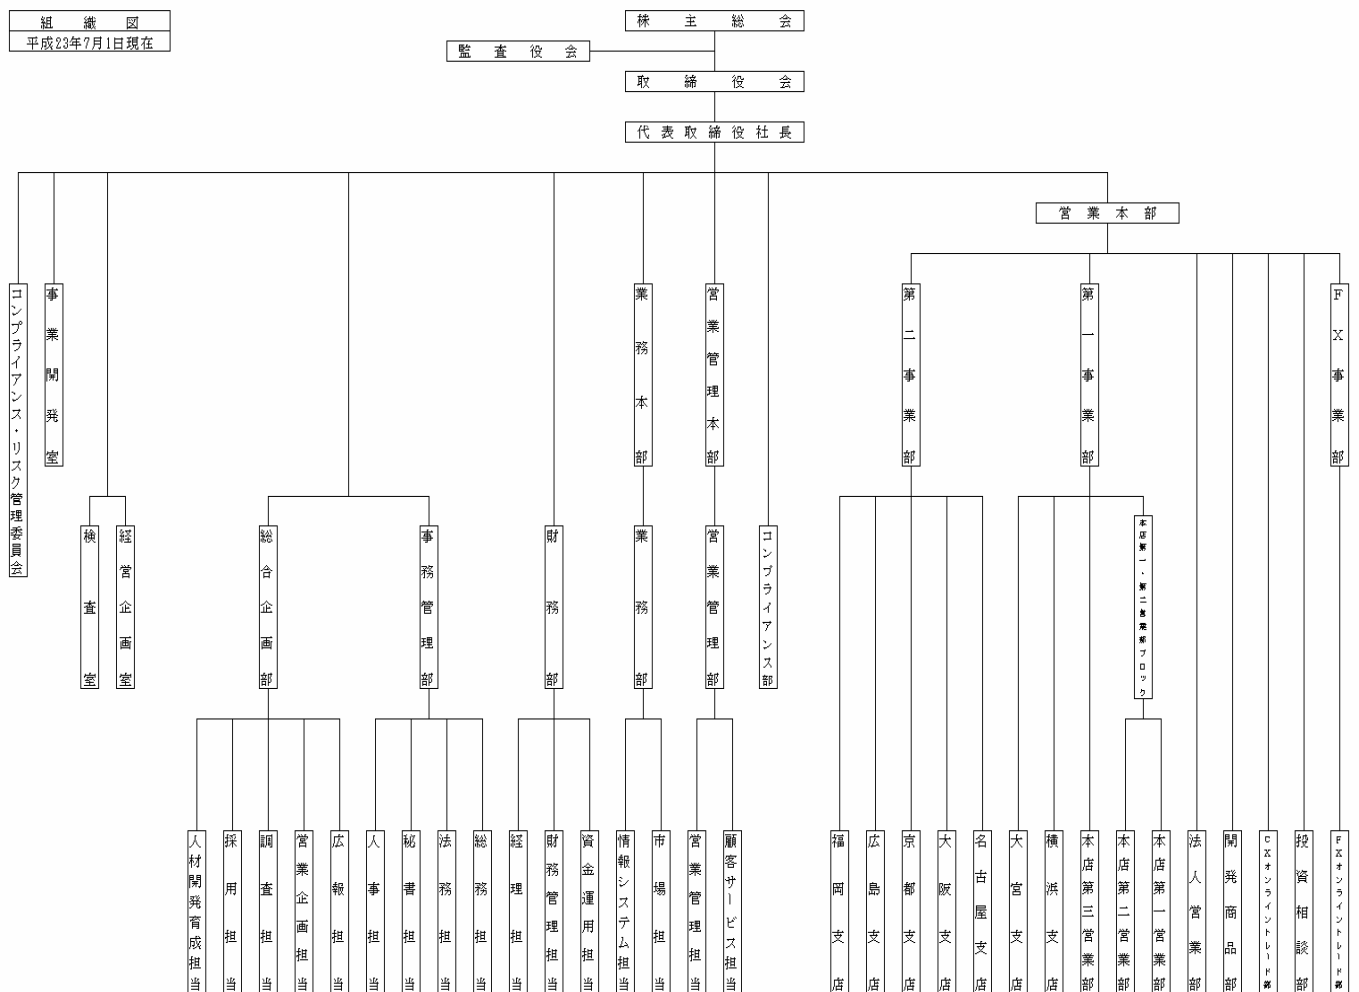 組織図
平成23年7月1日現在
株主総会
監査役会
取締役会
代表取締役社長
営業本部
コンプライアンス・リスク管理委員会
事業開発室
業務本部
営業管理本部
第二事業部
第一事業部
FX事業部
検査室
経営企画室
総合企画部
事務管理部
財務部
業務部
営業管理部
コンプライアンス部
本店第一・第二営業部ブロック
人材開発育成担当
採用担当
調査担当
営業企画担当
広報担当
人事担当
秘書担当
法務担当
総務担当
経理担当
財務管理担当
資金運用担当
情報システム担当
市場担当
営業管理担当
顧客サービス担当
福岡支店
広島支店
京都支店
大阪支店
名古屋支店
大宮支店
横浜支店
本店第三営業部
本店第二営業部
本店第一営業部
法人営業部
開発商品部
CXオンライントレード部
投資相談部
FXオンライントレード部